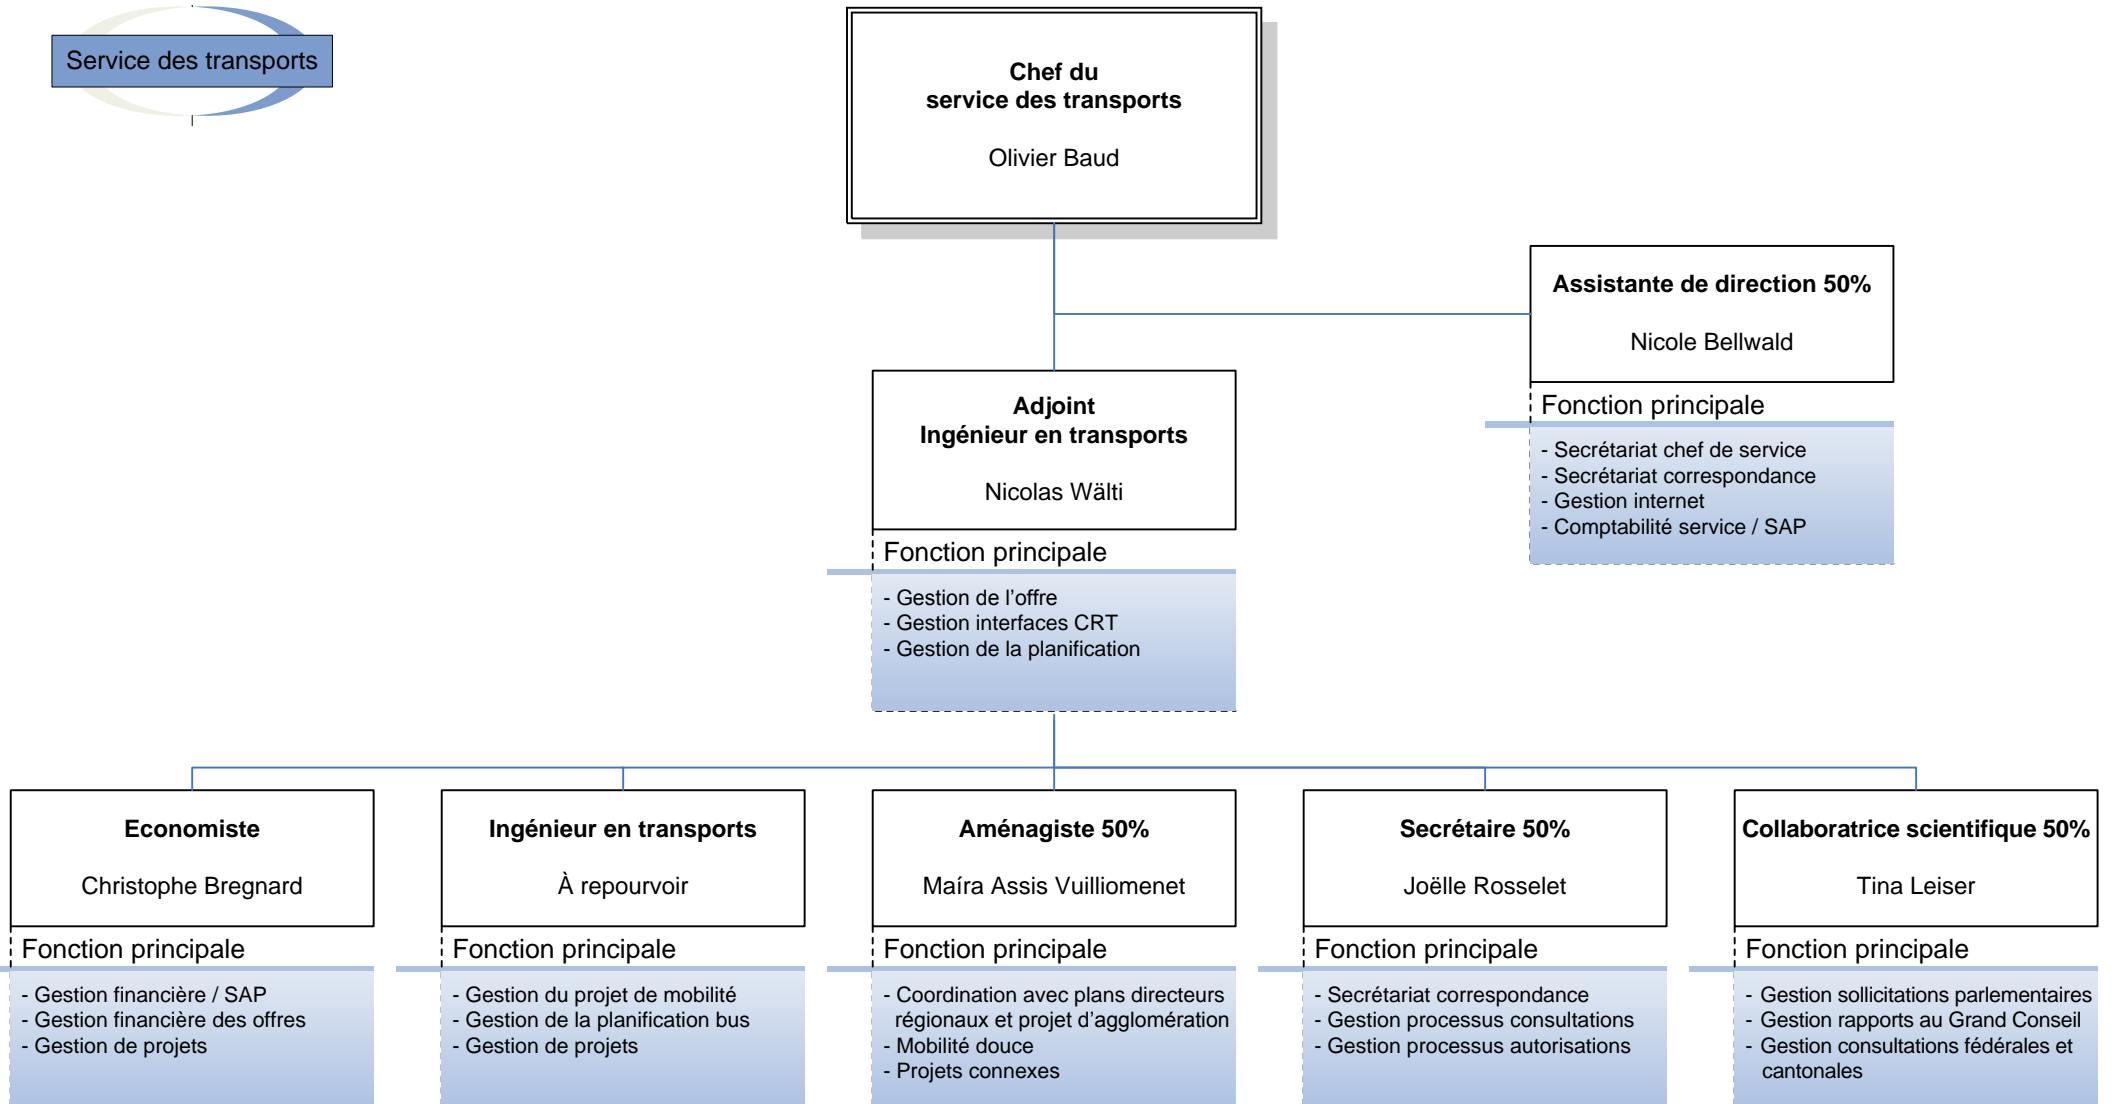 Service des transports
Chef du
service des transports
Olivier Baud
Assistante de direction 50%
Nicole Bellwald
Fonction principale
- Secrétariat chef de service
- Secrétariat correspondance
- Gestion internet
- Comptabilité service / SAP
Adjoint
Ingénieur en transports
Nicolas Wälti
Fonction principale
- Gestion de l’offre
- Gestion interfaces CRT
- Gestion de la planification
Economiste
Christophe Bregnard
Fonction principale
- Gestion financière / SAP
- Gestion financière des offres
- Gestion de projets
Ingénieur en transports
À repourvoir
Fonction principale
- Gestion du projet de mobilité
- Gestion de la planification bus
- Gestion de projets
Aménagiste 50%
Maíra Assis Vuilliomenet
Fonction principale
- Coordination avec plans directeurs
régionaux et projet d’agglomération
- Mobilité douce
- Projets connexes
Secrétaire 50%
Joëlle Rosselet
Fonction principale
- Secrétariat correspondance
- Gestion processus consultations
- Gestion processus autorisations
Collaboratrice scientifique 50%
Tina Leiser
Fonction principale
- Gestion sollicitations parlementaires
- Gestion rapports au Grand Conseil
- Gestion consultations fédérales et
cantonales